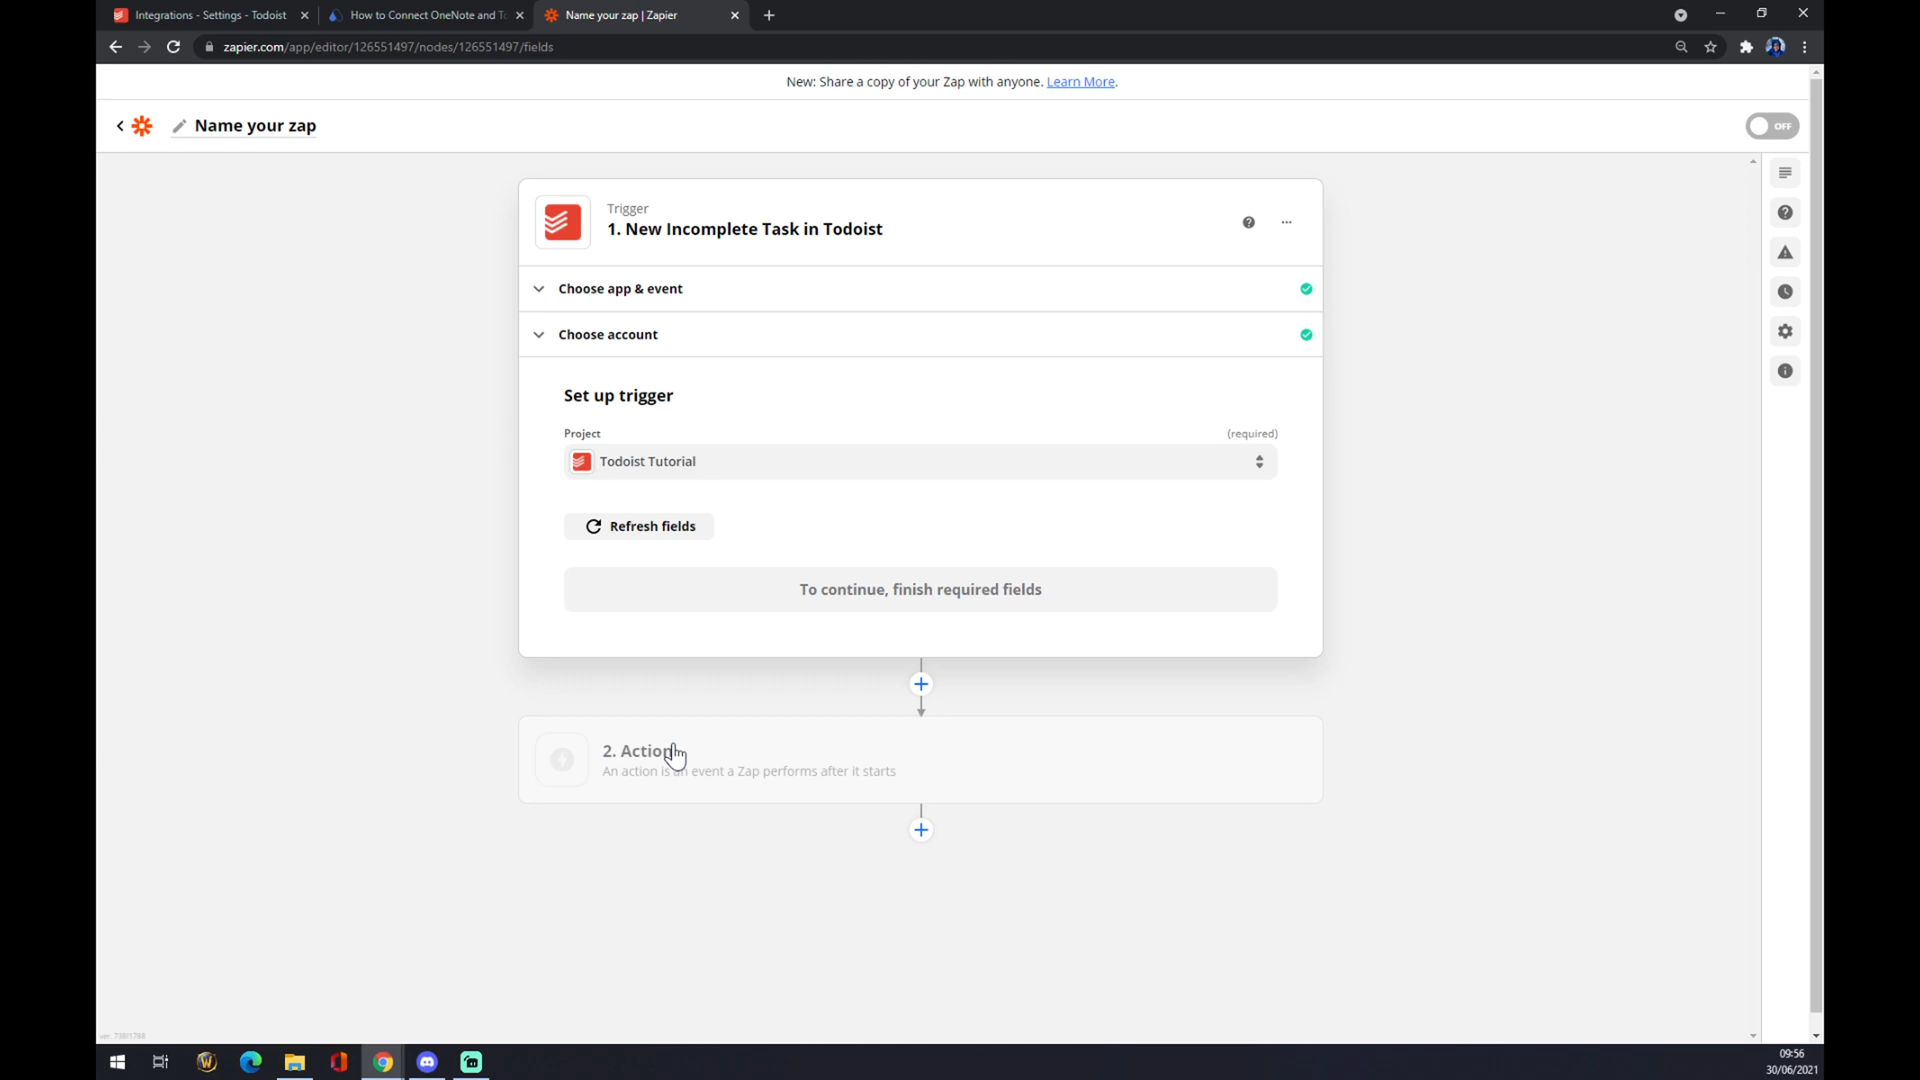 Integrations - Settings - Todoist
How to Connect OneNote and To
Name your zap | Zapier
zapier.com/app/editor/126551497/nodes/126551497/fields
New: Share a copy of your Zap with anyone. Learn More.
Name your zap
OFF
Trigger
1. New Incomplete Task in Todoist
Choose app & event
Choose account
Set up trigger
Project
(required)
Todoist Tutorial
Refresh fields
To continue, finish required fields
2. Action
An action is an event a Zap performs after it starts
09:56
30/06/2021